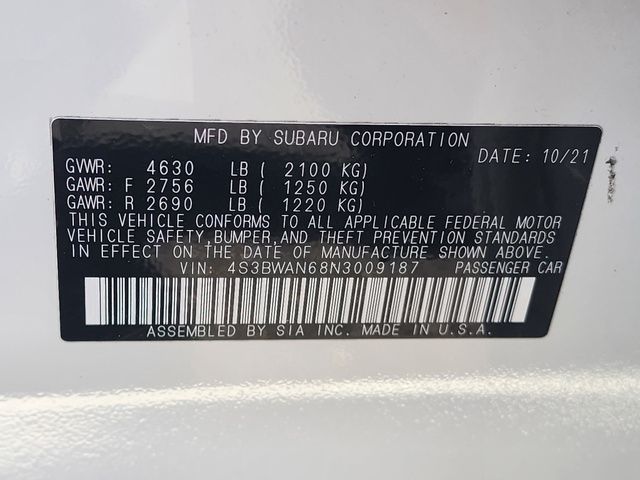 MFD BY SUBARU CORPORATION
DATE: 10/21
GVWR: 4630 LB ( 2100 KG)
GAWR: F 2756 LB ( 1250 KG)
GAWR: R 2690 LB ( 1220 KG)
THIS VEHICLE CONFORMS TO ALL APPLICABLE FEDERAL MOTOR
VEHICLE SAFETY,BUMPER,AND THEFT PREVENTION STANDARDS
IN EFFECT ON THE DATE OF MANUFACTURE SHOWN ABOVE.
VIN: 4S3BWAN68N3009187 PASSENGER CAR
ASSEMBLED BY SIA INC. MADE IN U.S.A.